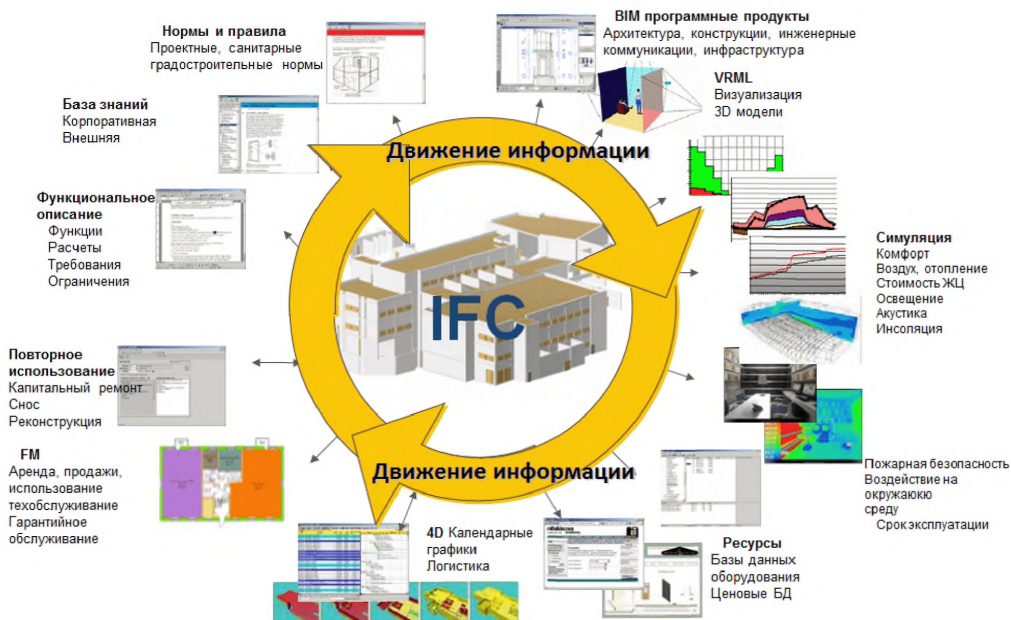 Нормы и правила
Проектные, санитарные
градостроительные нормы
BIM программные продукты
Архитектура, конструкции, инженерные
коммуникации, инфраструктура
VRML
Визуализация
3D модели
База знаний
Корпоративная
Внешняя
Движение информации
Функциональное
описание
Функции
Расчеты
Требования
Ограничения
Симуляция
Комфорт
Воздух, отопление
Стоимость ЖЦ
Освещение
Акустика
Инсоляция
IFC
Повторное
использование
Капитальный ремонт
Снос
Реконструкция
FM
Аренда, продажи,
использование
техобслуживание
Гарантийное
обслуживание
Движение информации
Пожарная безопасность
Воздействие на
окружаюкю
среду
Срок эксплуатации
4D Календарные
графики
Логистика
Ресурсы
Базы данных
оборудования
Ценовые БД